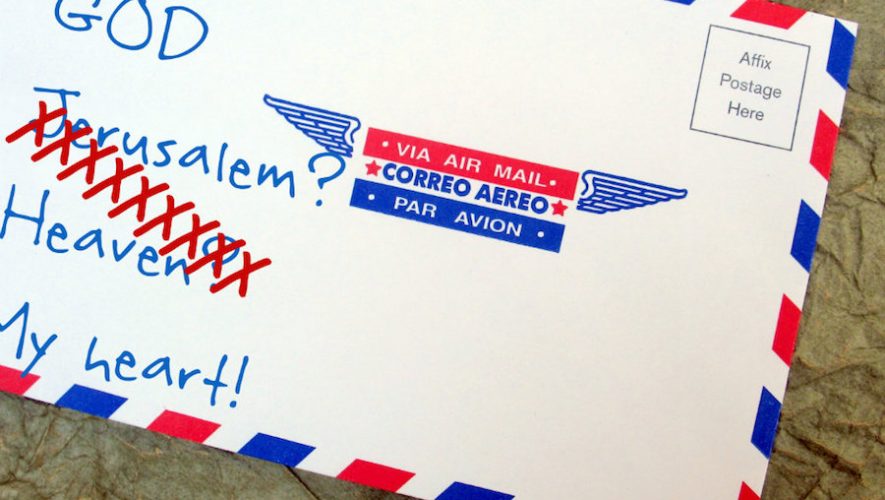 GOD
Jerusalem?
Heaven?
My heart!
• VIA AIR MAIL •
CORREO AEREO
• PAR AVION •
Affix
Postage
Here